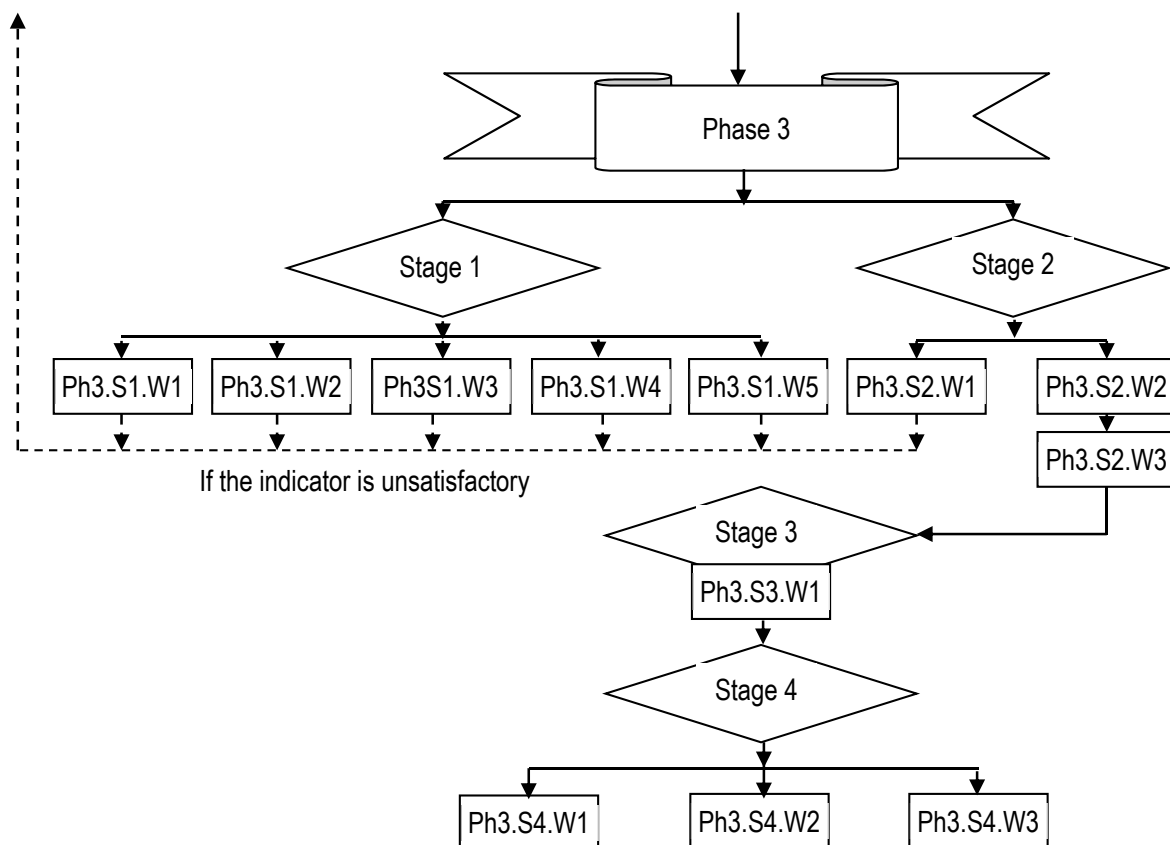 Phase 3
Stage 1
Stage 2
Ph3.S1.W1
Ph3.S1.W2
Ph3S1.W3
Ph3.S1.W4
Ph3.S1.W5
Ph3.S2.W1
Ph3.S2.W2
Ph3.S2.W3
If the indicator is unsatisfactory
Stage 3
Ph3.S3.W1
Stage 4
Ph3.S4.W1
Ph3.S4.W2
Ph3.S4.W3